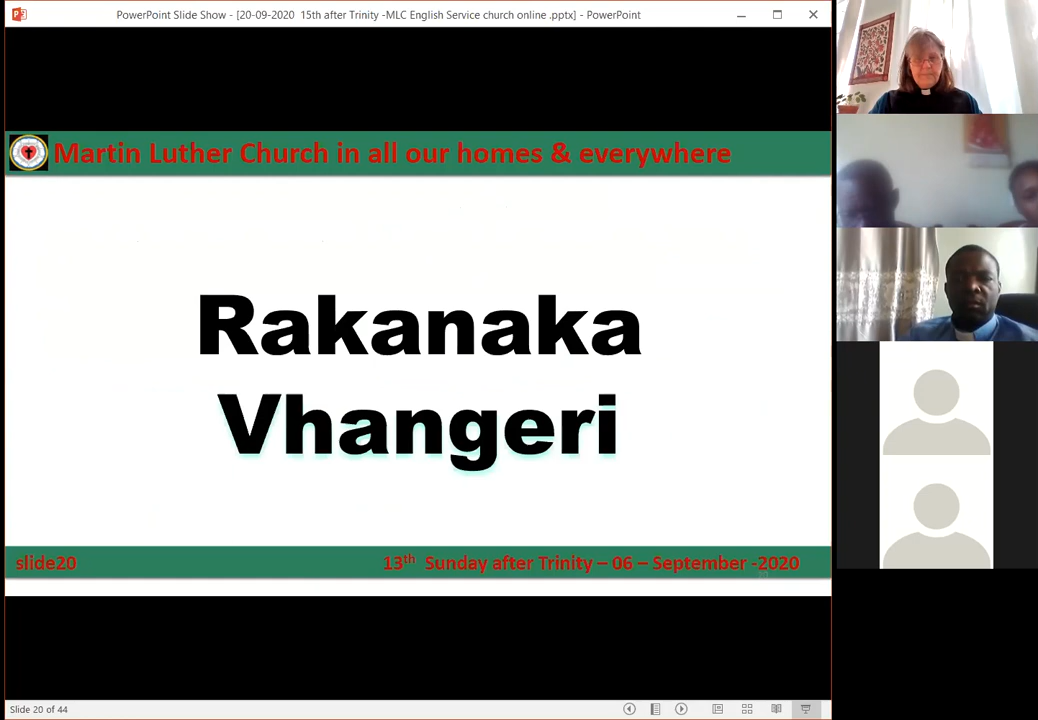 PowerPoint Slide Show - [20-09-2020 15th after Trinity -MLC English Service church online .pptx] - PowerPoint
Martin Luther Church in all our homes & everywhere
Rakanaka
Vhangeri
slide20
13th Sunday after Trinity – 06 – September -2020
Slide 20 of 44